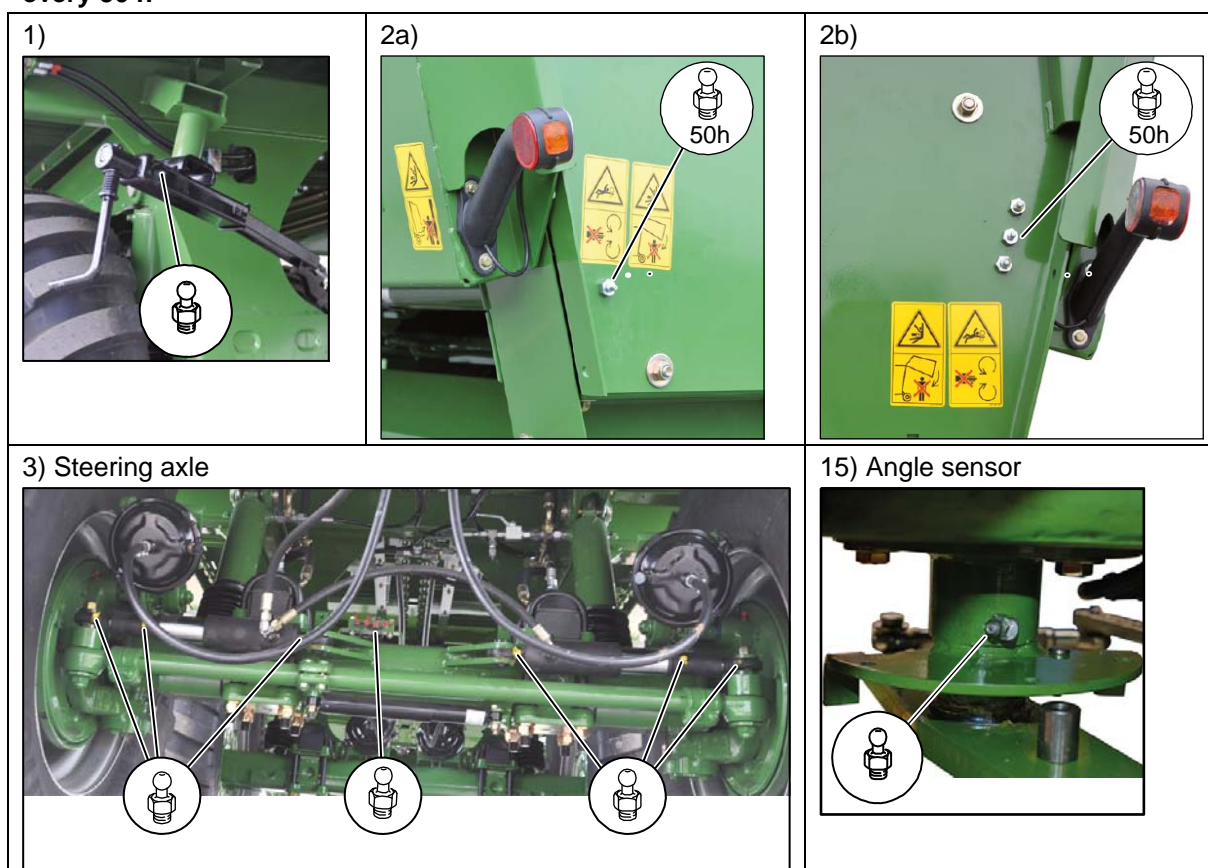 every 50 h
1)
2a)
50h
2b)
50h
3) Steering axle
15) Angle sensor